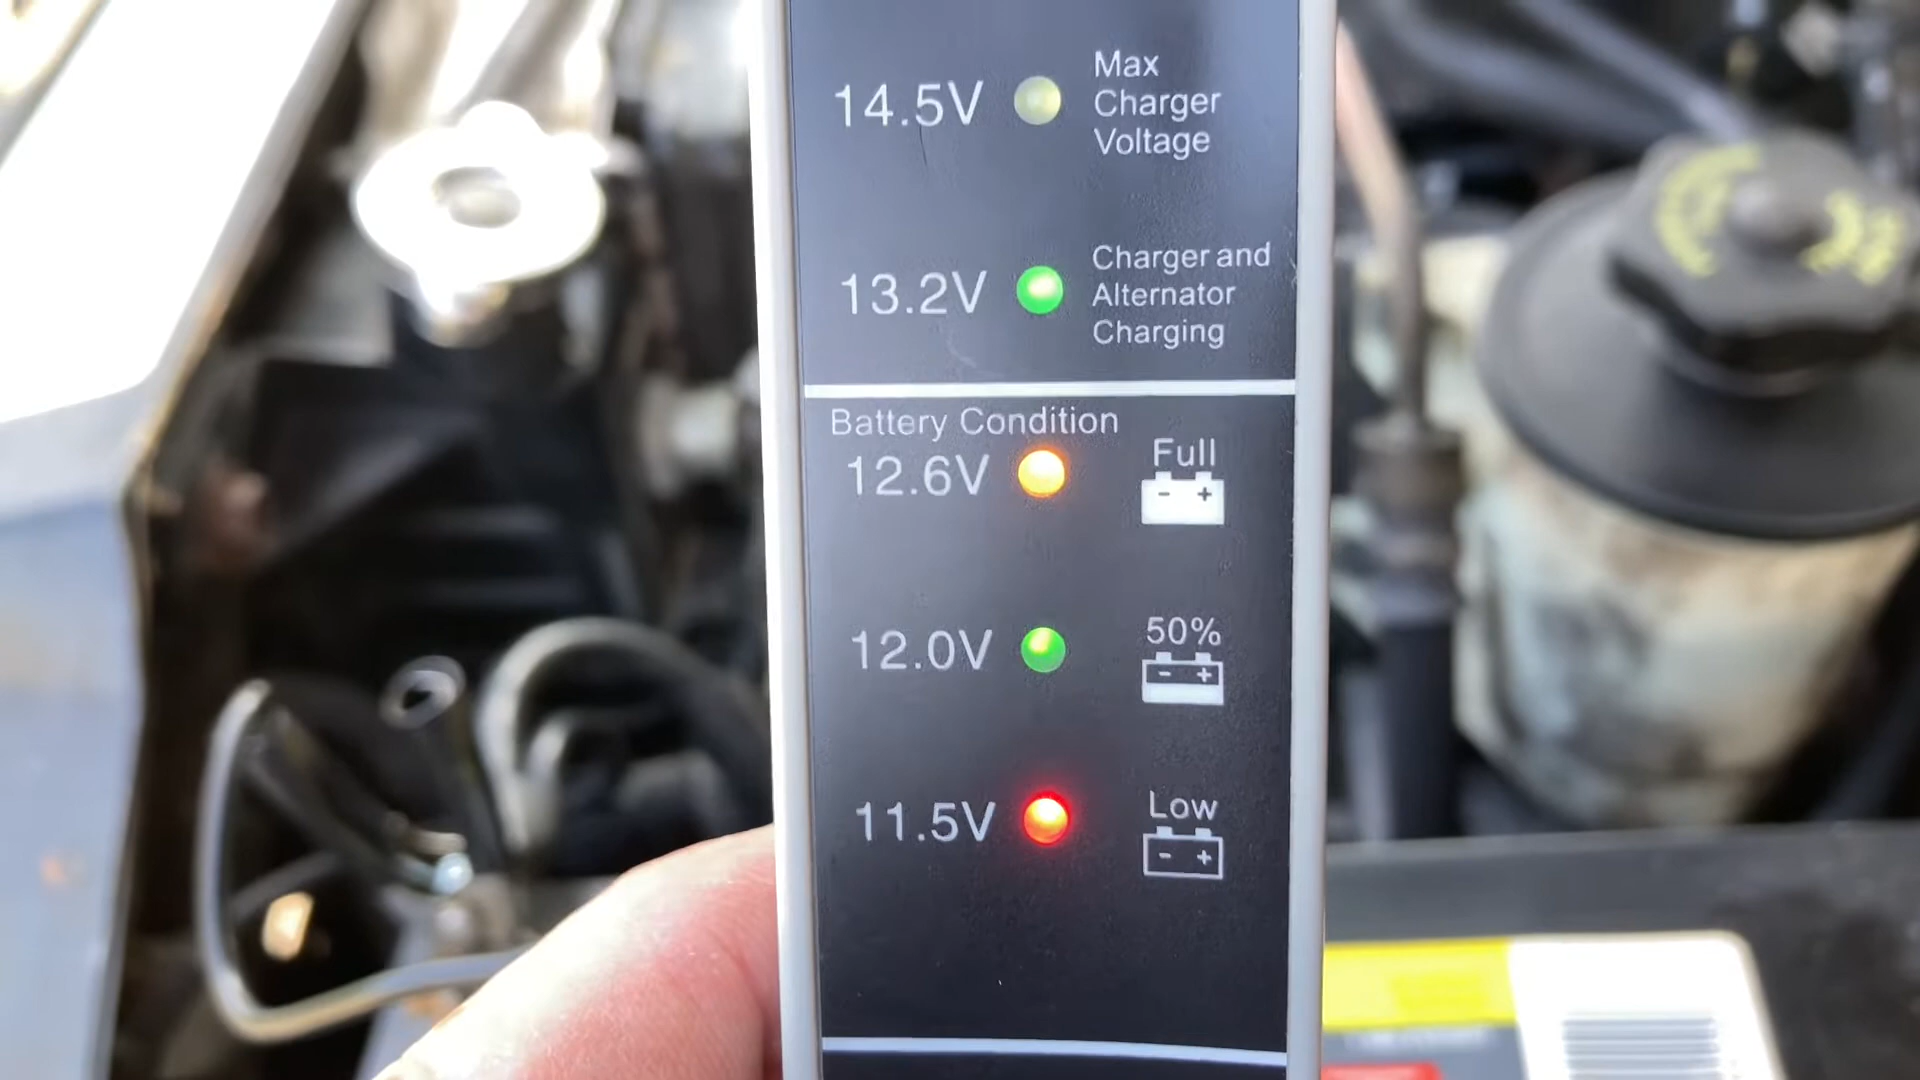 14.5V
Max
Charger
Voltage
13.2V
Charger and
Alternator
Charging
Battery Condition
12.6V
Full
- +
12.0V
50%
- +
11.5V
Low
- +